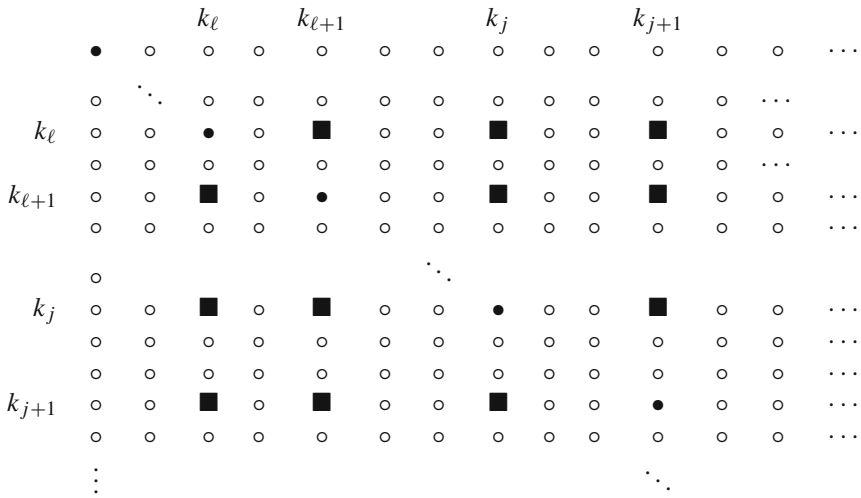 k_ℓ k_{ℓ+1} k_j k_{j+1}
k_ℓ
k_{ℓ+1}
k_j
k_{j+1}